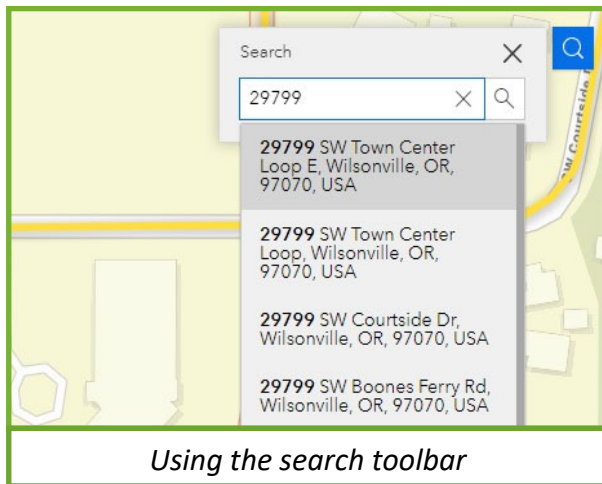 Search
29799
29799 SW Town Center
Loop E, Wilsonville, OR,
97070, USA
29799 SW Town Center
Loop, Wilsonville, OR,
97070, USA
29799 SW Courtside Dr,
Wilsonville, OR, 97070, USA
29799 SW Boones Ferry Rd,
Wilsonville, OR, 97070, USA
SW Courtside
Using the search toolbar